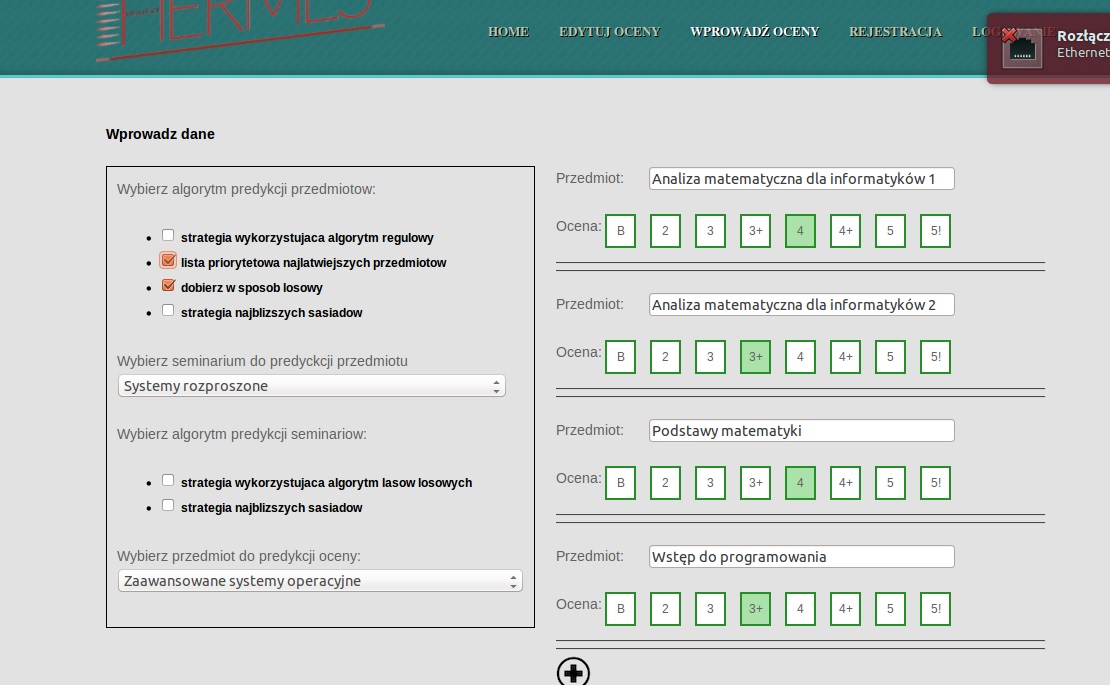 HERMES
HOME EDYTUJ OCENY WPROWADŹ OCENY REJESTRACJA LOGOWANIE
Rozłącz
Ethernet
Wprowadz dane
Wybierz algorytm predykcji przedmiotow:
strategia wykorzystujaca algorytm regulowy
lista priorytetowa najlatwiejszych przedmiotow
dobierz w sposob losowy
strategia najblizszych sasiadow
Wybierz seminarium do predyckcji przedmiotu
Systemy rozproszone
Wybierz algorytm predykcji seminariow:
strategia wykorzystujaca algorytm lasow losowych
strategia najblizszych sasiadow
Wybierz przedmiot do predykcji oceny:
Zaawansowane systemy operacyjne
Przedmiot: Analiza matematyczna dla informatyków 1
Ocena: B 2 3 3+ 4 4+ 5 5!
Przedmiot: Analiza matematyczna dla informatyków 2
Ocena: B 2 3 3+ 4 4+ 5 5!
Przedmiot: Podstawy matematyki
Ocena: B 2 3 3+ 4 4+ 5 5!
Przedmiot: Wstęp do programowania
Ocena: B 2 3 3+ 4 4+ 5 5!